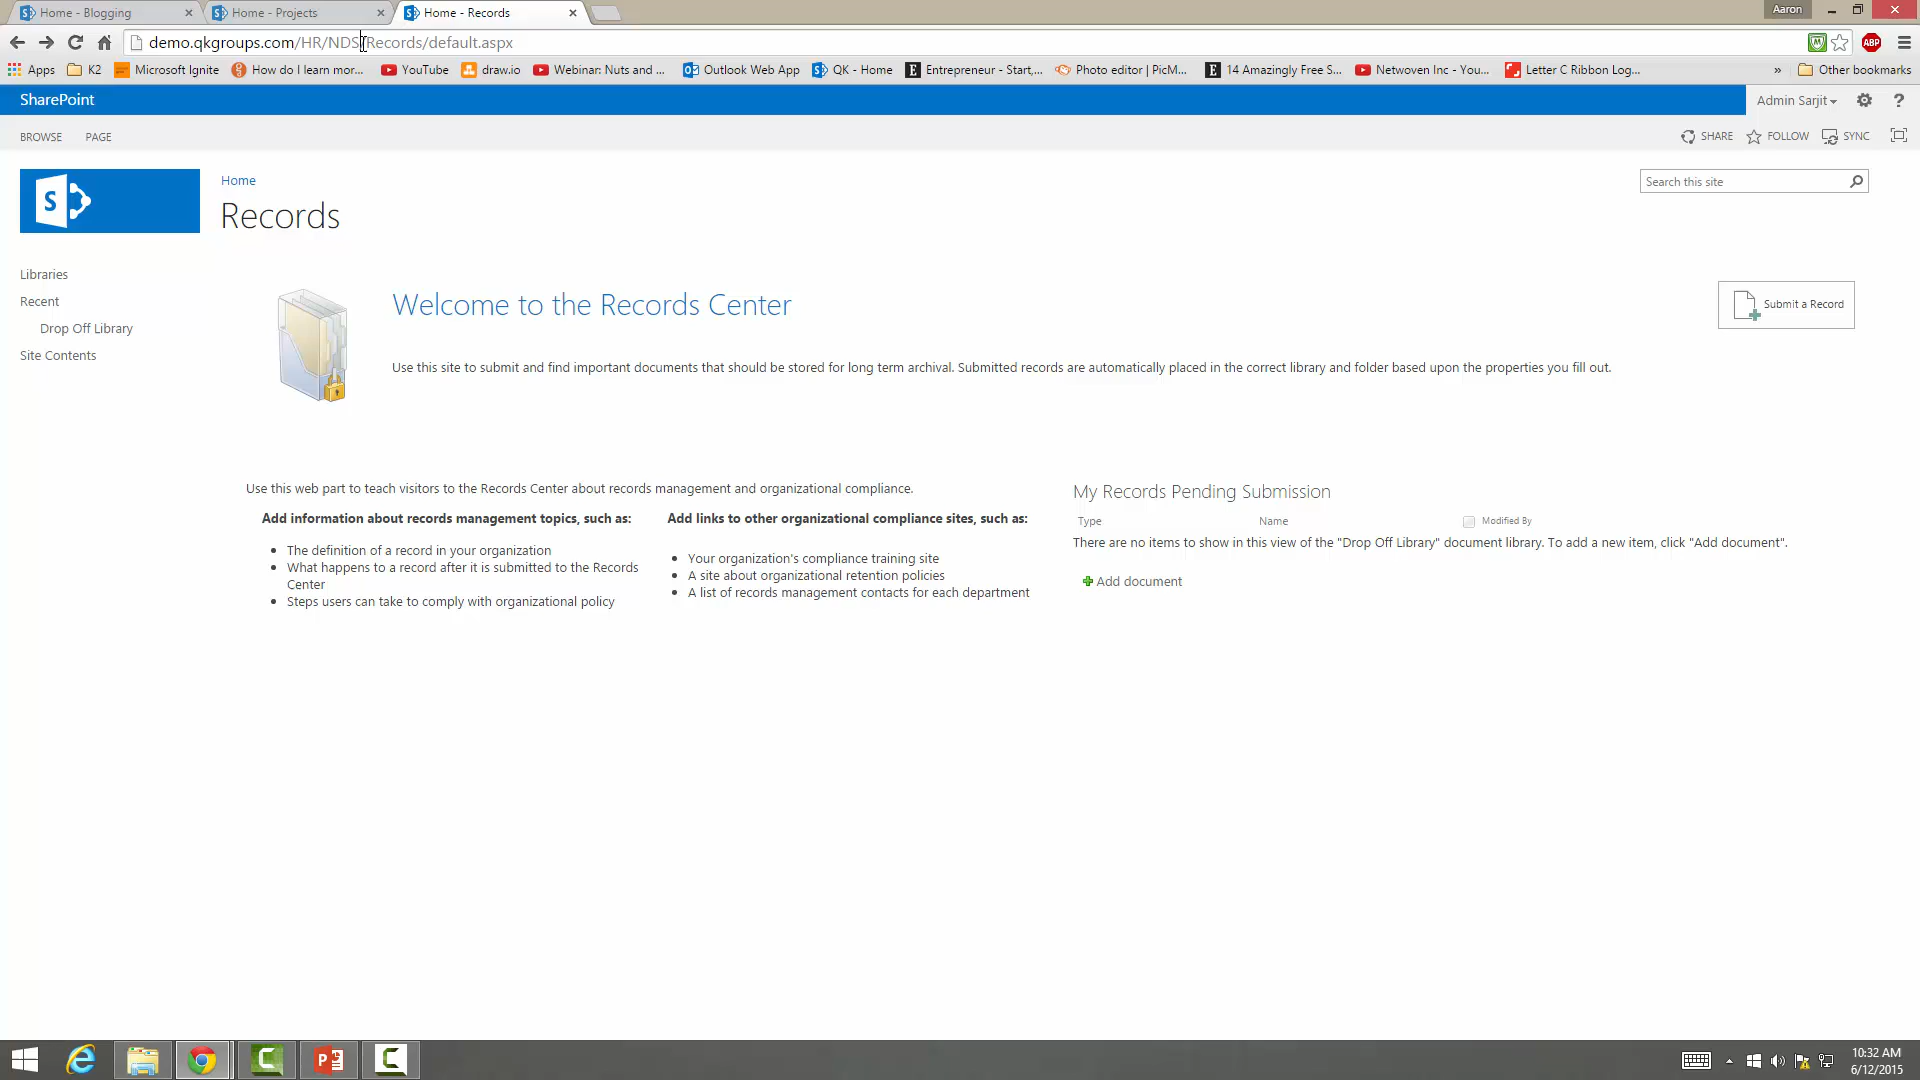 Home - Blogging
Home - Projects
Home - Records
Aaron
demo.qkgroups.com/HR/NDS/Records/default.aspx
ABP
Apps
K2
Microsoft Ignite
How do I learn mor...
YouTube
draw.io
Webinar: Nuts and ...
Outlook Web App
QK - Home
Entrepreneur - Start,...
Photo editor | PicM...
14 Amazingly Free S...
Netwoven Inc - You...
Letter C Ribbon Log...
»
Other bookmarks
SharePoint
Admin Sarjit
?
BROWSE
PAGE
SHARE
FOLLOW
SYNC
Home
Search this site
Records
Libraries
Recent
Drop Off Library
Site Contents
Welcome to the Records Center
Submit a Record
Use this site to submit and find important documents that should be stored for long term archival. Submitted records are automatically placed in the correct library and folder based upon the properties you fill out.
Use this web part to teach visitors to the Records Center about records management and organizational compliance.
Add information about records management topics, such as:
The definition of a record in your organization
What happens to a record after it is submitted to the Records
Center
Steps users can take to comply with organizational policy
Add links to other organizational compliance sites, such as:
Your organization's compliance training site
A site about organizational retention policies
A list of records management contacts for each department
My Records Pending Submission
Type
Name
Modified By
There are no items to show in this view of the "Drop Off Library" document library. To add a new item, click "Add document".
Add document
10:32 AM
6/12/2015